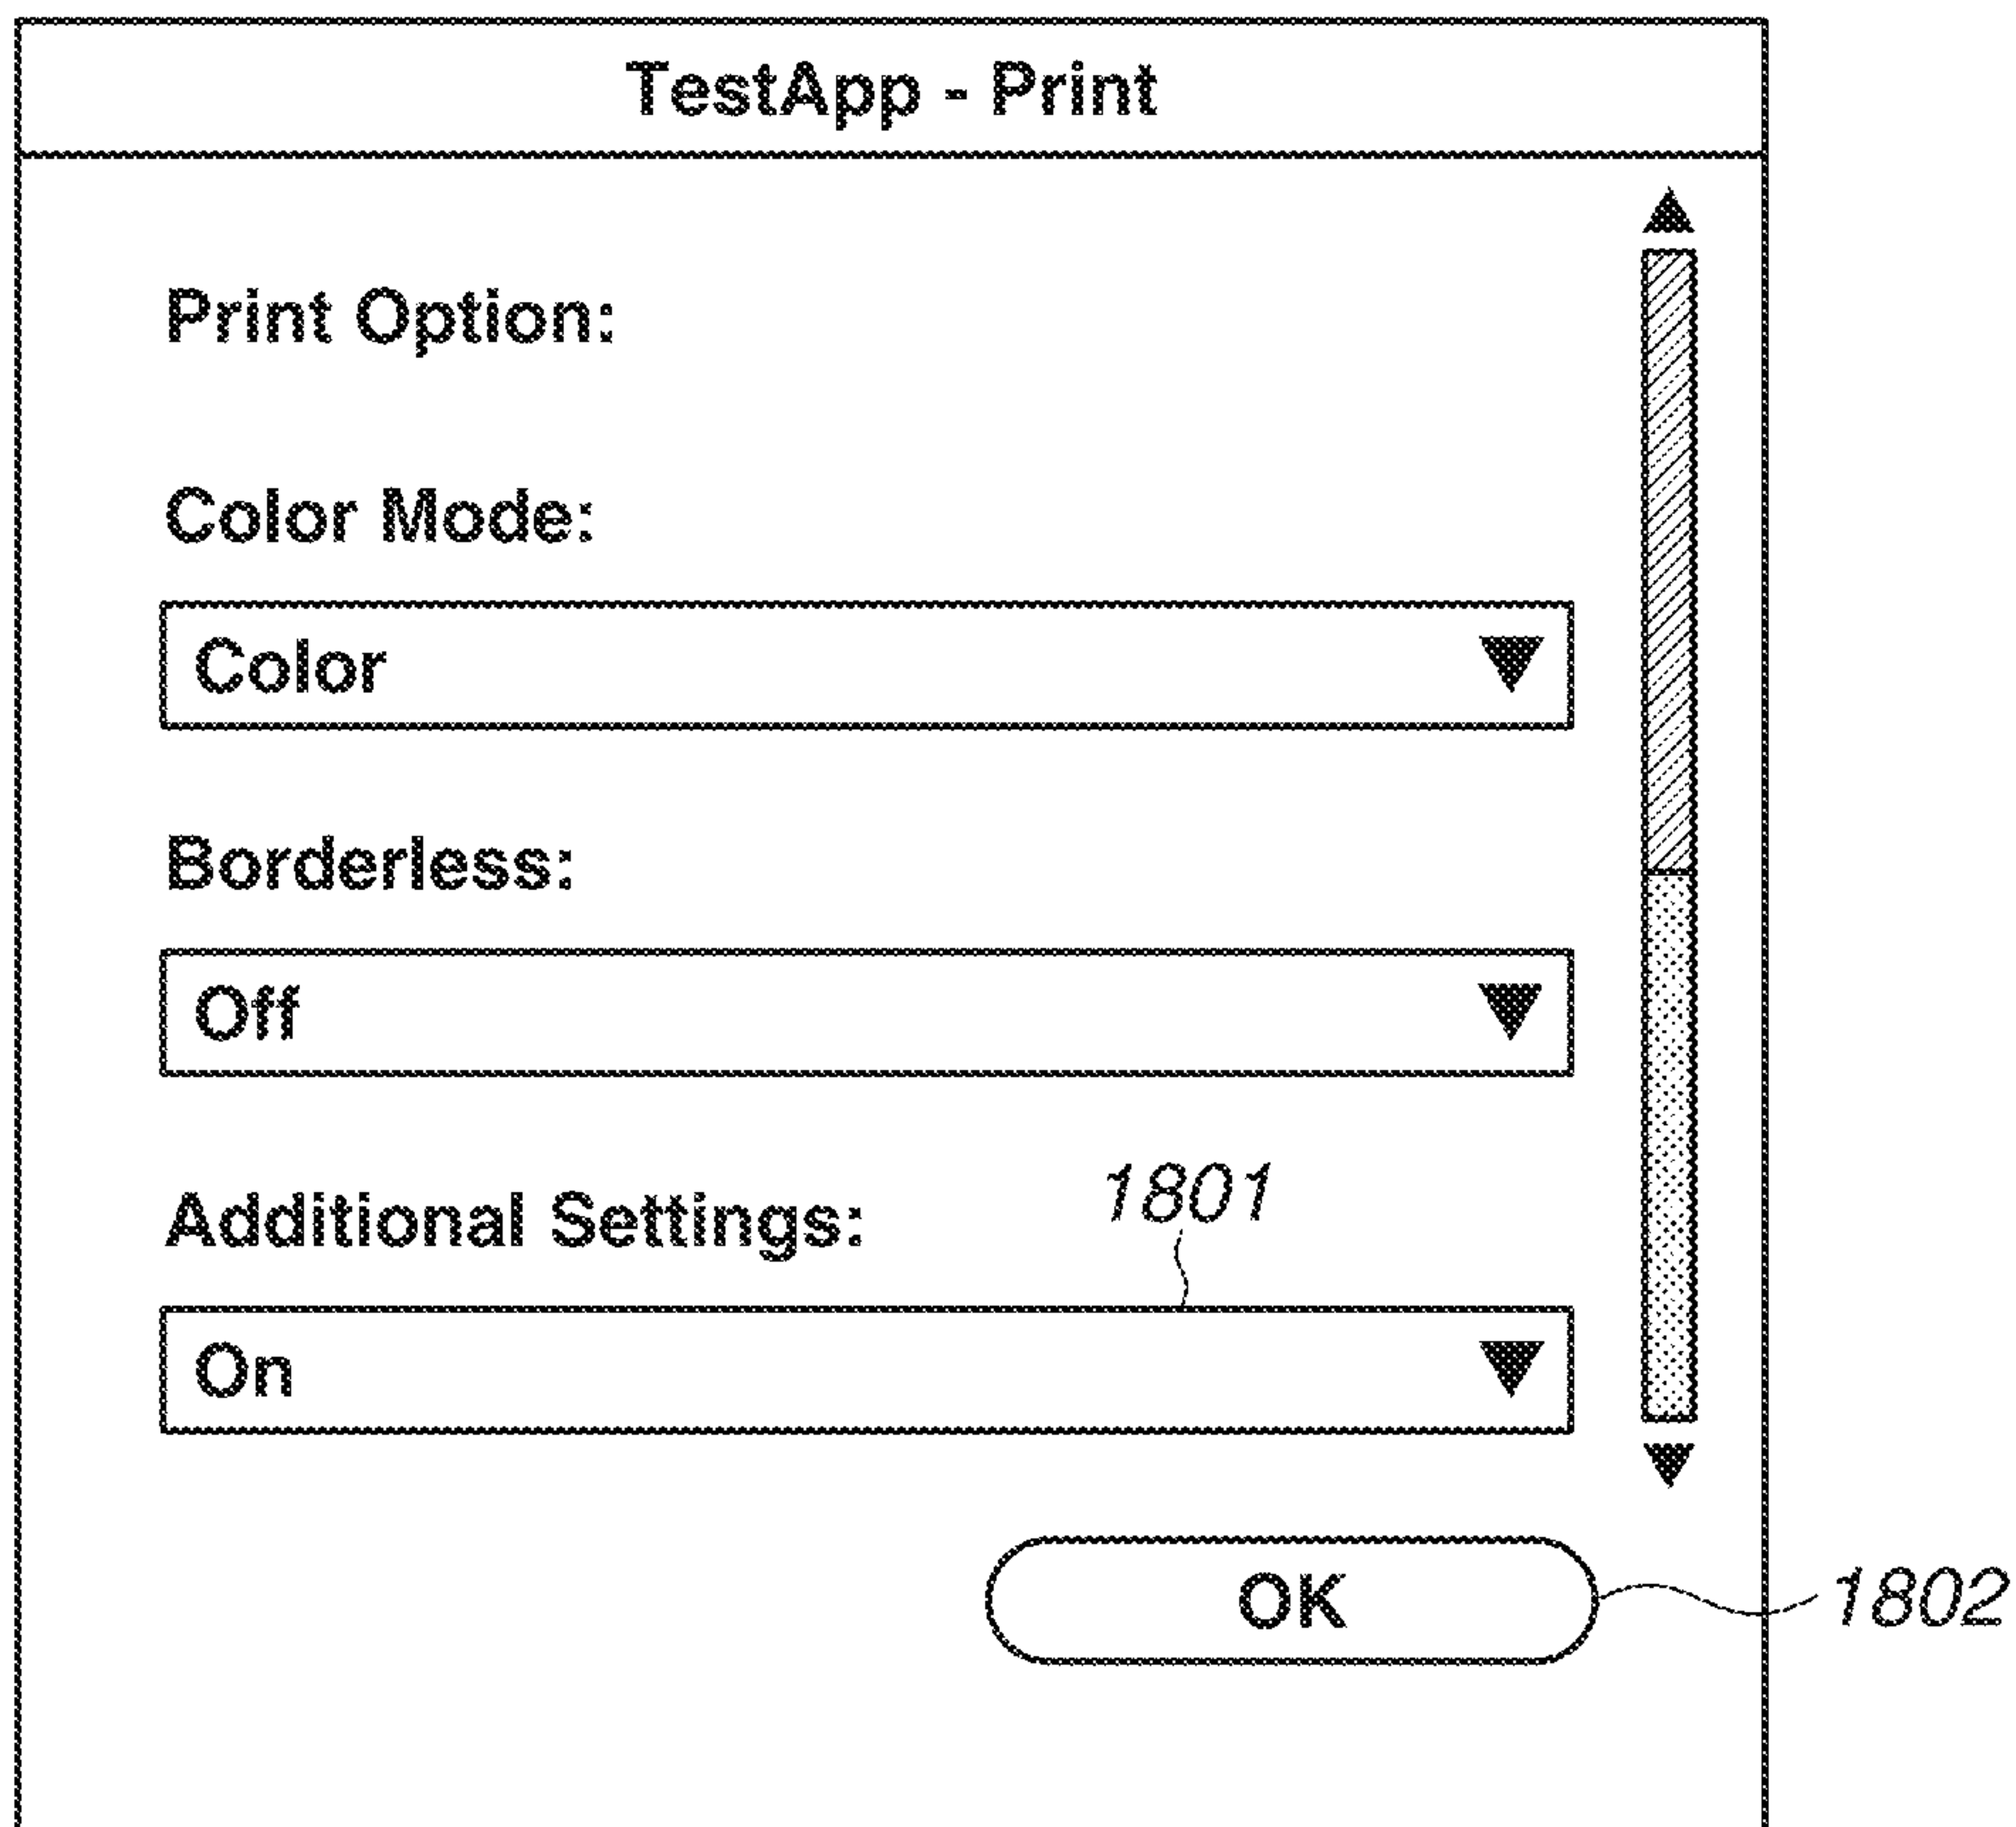 TestApp - Print
Print Option:
Color Mode:
Color
Borderless:
Off
Additional Settings:
1801
On
OK
1802